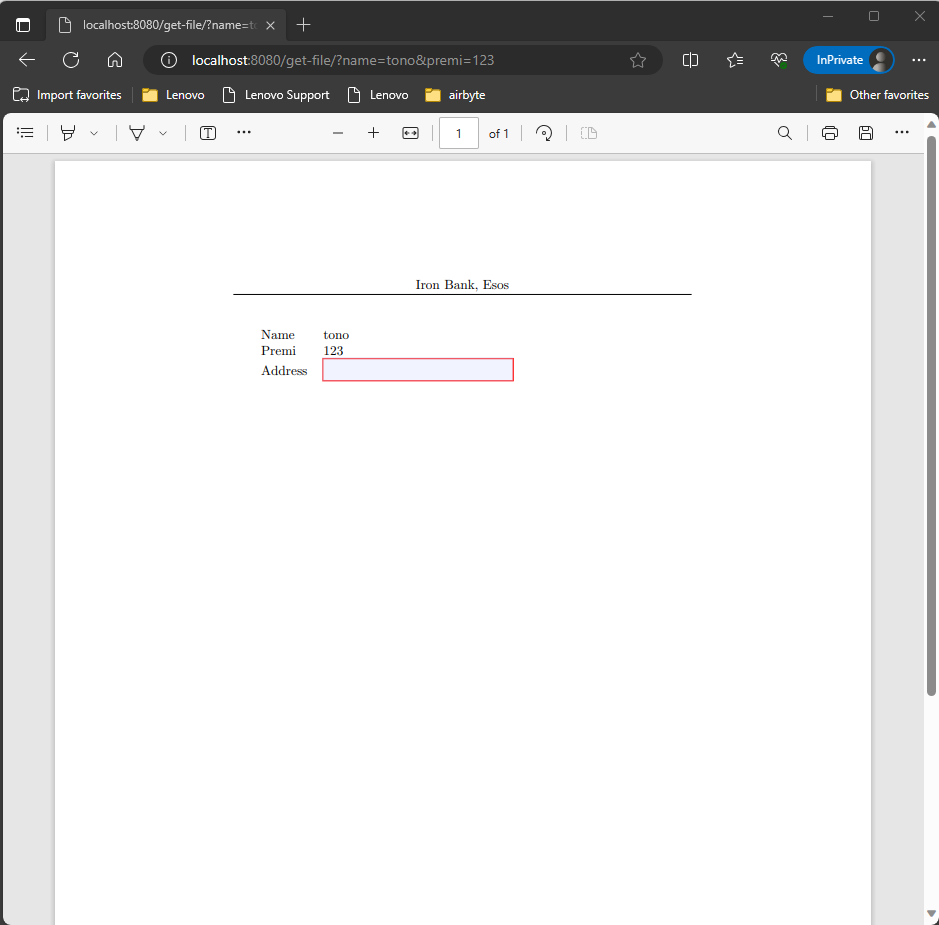 localhost:8080/get-file/?name=to
localhost:8080/get-file/?name=tono&premi=123
InPrivate
Import favorites
Lenovo
Lenovo Support
Lenovo
airbyte
Other favorites
1 of 1
Iron Bank, Esos
Name tono
Premi 123
Address